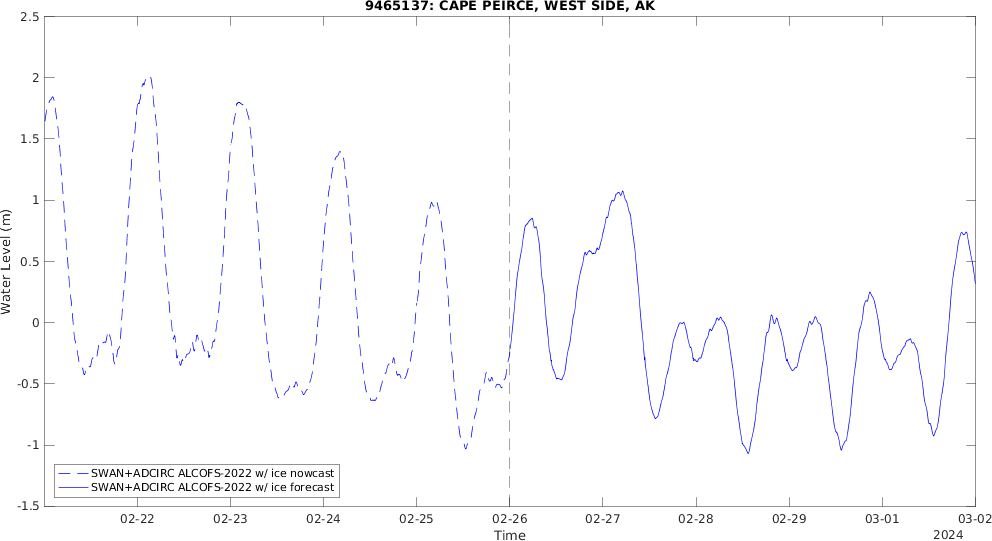 9465137: CAPE PEIRCE, WEST SIDE, AK
2.5
2
1.5
1
0.5
0
-0.5
-1
-1.5
Water Level (m)
SWAN+ADCIRC ALCOFS-2022 w/ ice nowcast
SWAN+ADCIRC ALCOFS-2022 w/ ice forecast
02-22 02-23 02-24 02-25 02-26 02-27 02-28 02-29 03-01 03-02
Time
2024